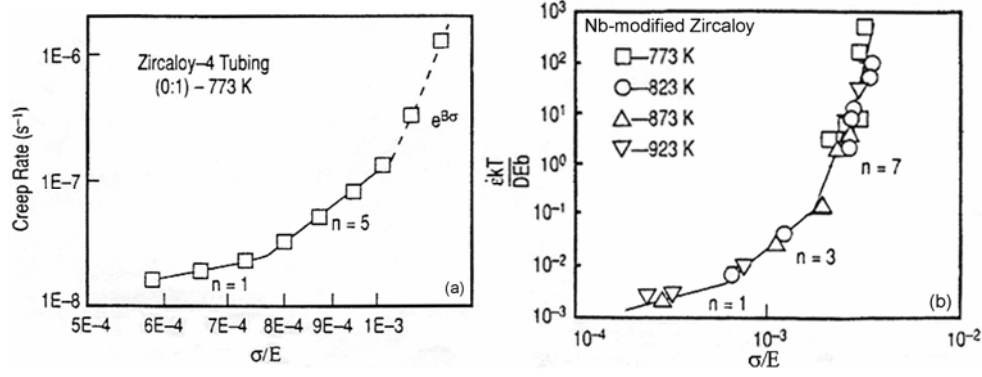 Zircaloy–4 Tubing
(0:1) – 773 K
Creep Rate (s⁻¹)
1E–6
1E–7
1E–8
e^Bσ
n = 5
n = 1
(a)
5E–4 6E–4 7E–4 8E–4 9E–4 1E–3
σ/E
Nb-modified Zircaloy
773 K
823 K
873 K
923 K
ε̇kT
DEb
10³
10²
10¹
10⁰
10⁻¹
10⁻²
10⁻³
n = 7
n = 3
n = 1
(b)
10⁻⁴ 10⁻³ 10⁻²
σ/E